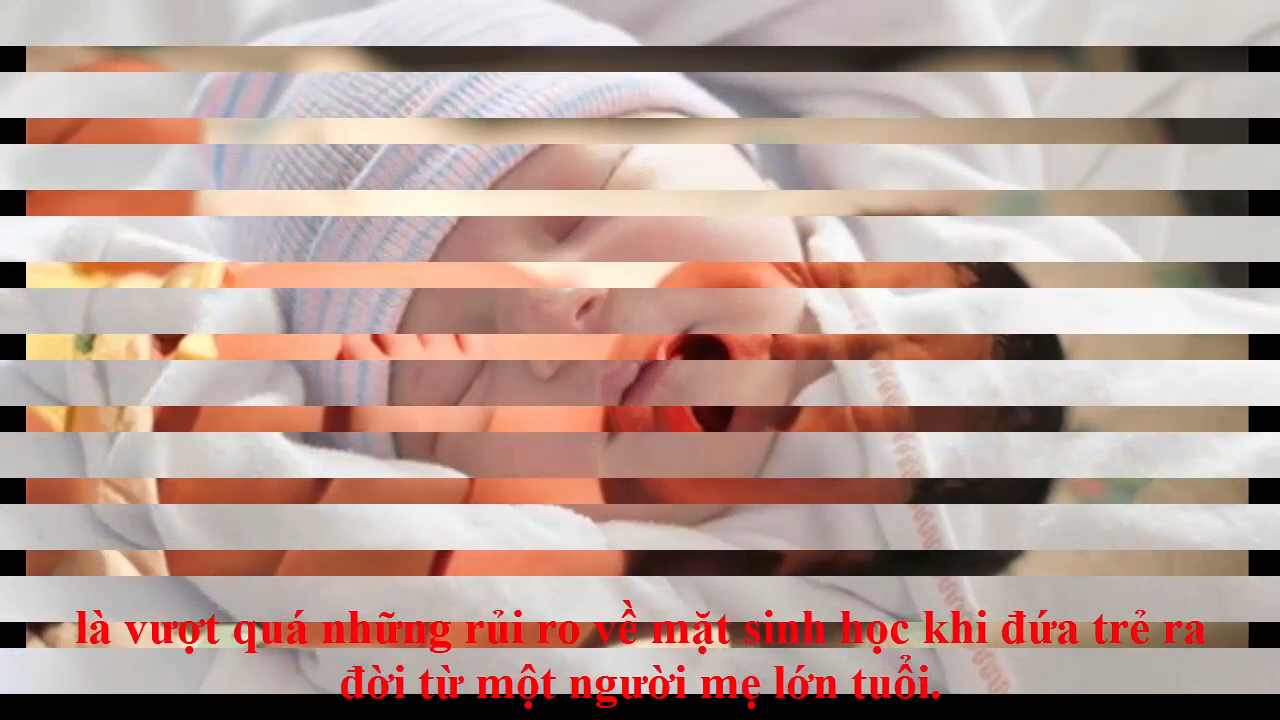 là vượt quá những rủi ro về mặt sinh học khi đứa trẻ ra
đời từ một người mẹ lớn tuổi.